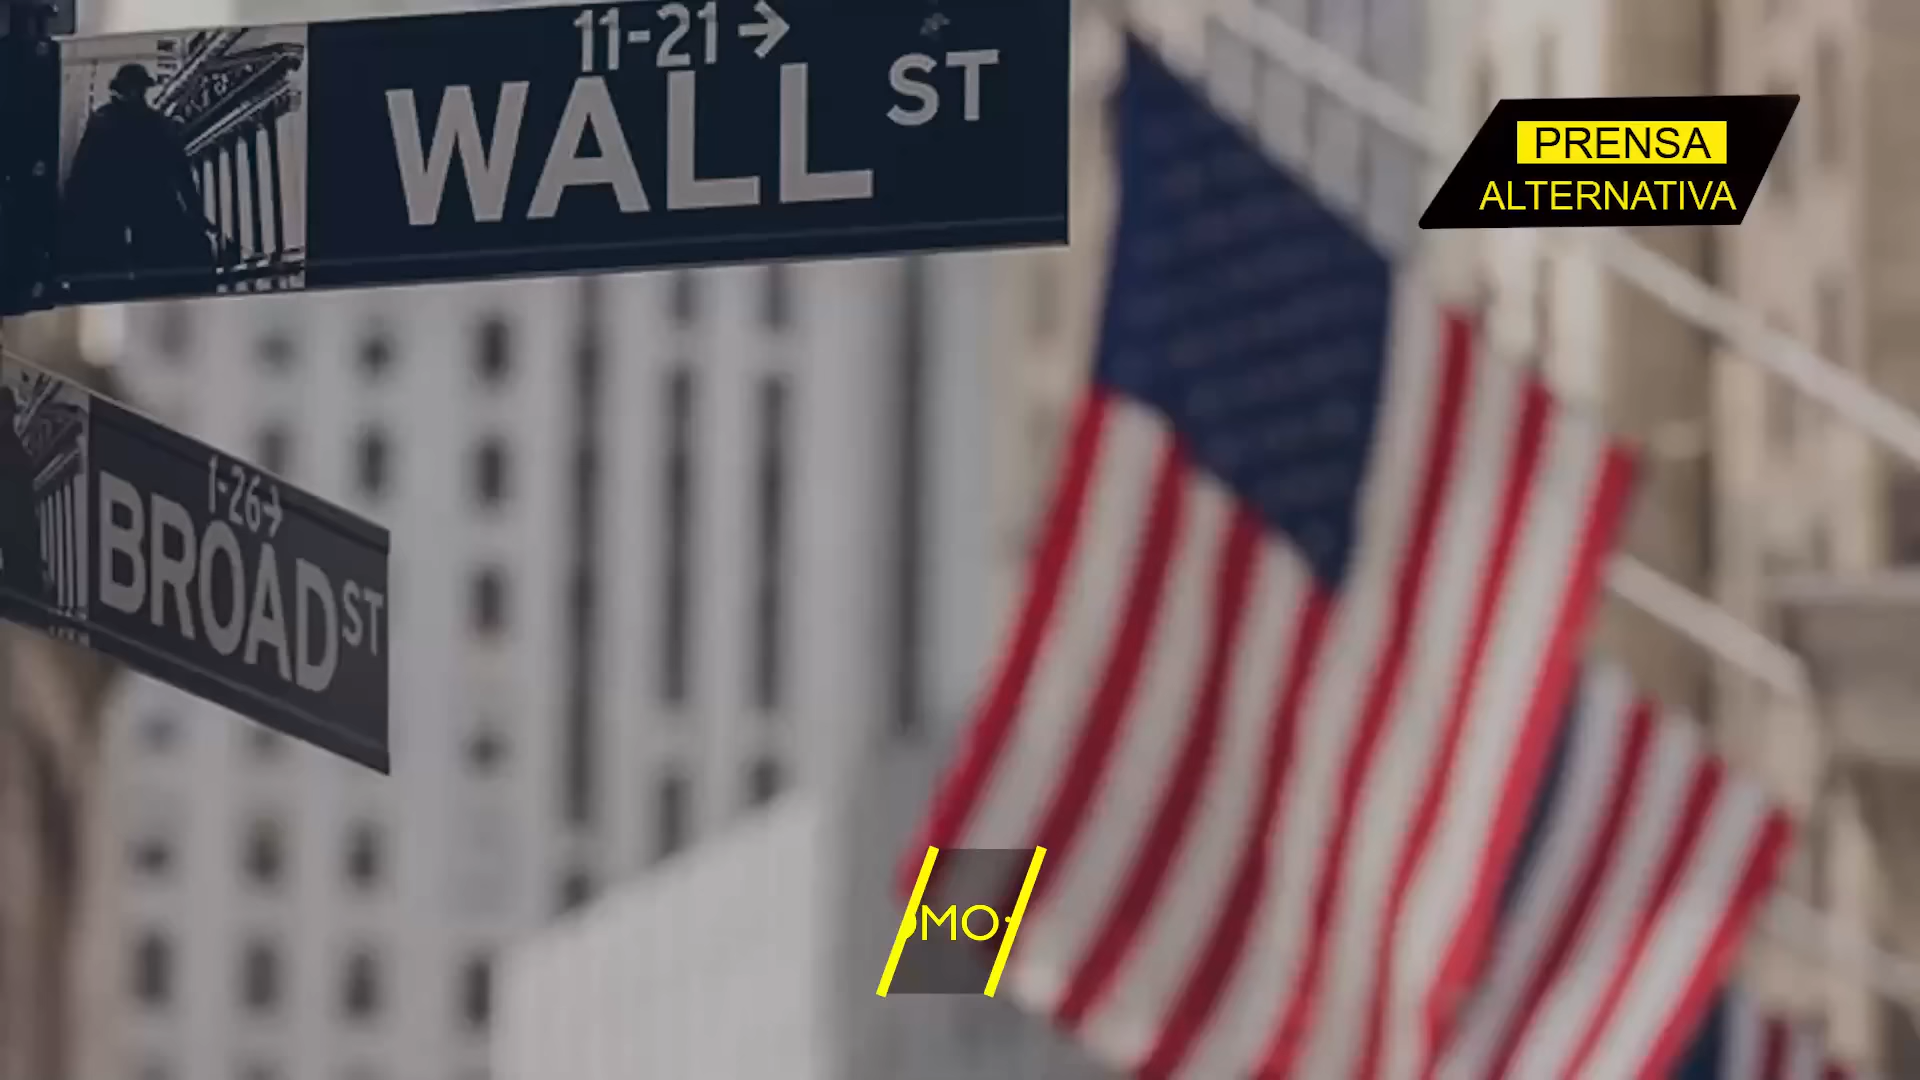 11-21→
WALL ST
1-26→
BROAD ST
PRENSA
ALTERNATIVA